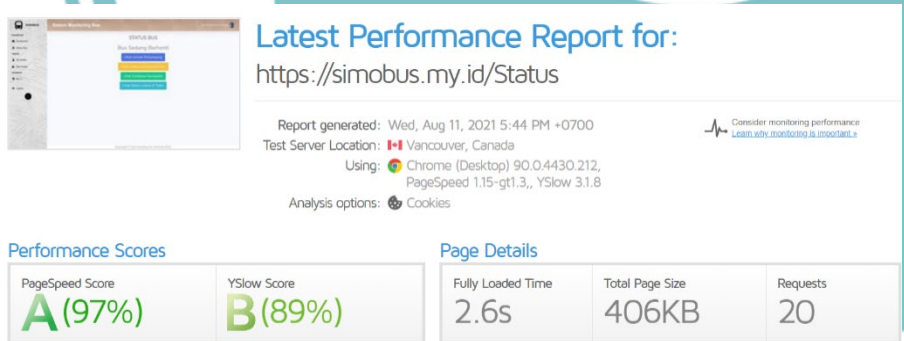 STATUS BUS
Latest Performance Report for:
https://simobus.my.id/Status
Report generated: Wed, Aug 11, 2021 5:44 PM +0700
Test Server Location: Vancouver, Canada
Using: Chrome (Desktop) 90.0.4430.212,
PageSpeed 1.15-gt1.3,, YSlow 3.1.8
Analysis options: Cookies
Consider monitoring performance
Learn why monitoring is important »
Performance Scores
PageSpeed Score
A (97%)
YSlow Score
B (89%)
Page Details
Fully Loaded Time
2.6s
Total Page Size
406KB
Requests
20